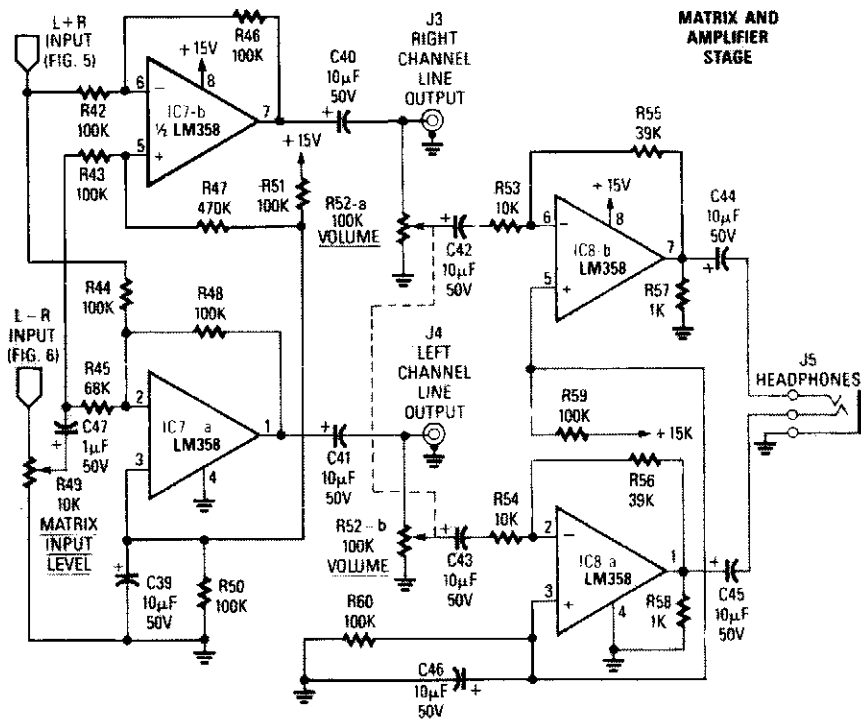 L+R
INPUT
(FIG. 5)
R46
100K
+15V
8
6
−
IC7-b
½
LM358
7
5
+
R42
100K
R43
100K
C40
10µF
50V
+
J3
RIGHT
CHANNEL
LINE
OUTPUT
MATRIX AND
AMPLIFIER
STAGE
+15V
R47
470K
R51
100K
R52-a
100K
VOLUME
+
C42
10µF
50V
R53
10K
R55
39K
+15V
8
6
−
IC8-b
LM358
7
5
+
C44
10µF
50V
+
R57
1K
R44
100K
R48
100K
L−R
INPUT
(FIG. 6)
R45
68K
2
−
IC7 a
LM358
1
3
4
C47
1µF
50V
+
R49
10K
MATRIX
INPUT
LEVEL
+
C41
10µF
50V
J4
LEFT
CHANNEL
LINE
OUTPUT
J5
HEADPHONES
R59
100K
+15K
R56
39K
R52-b
100K
VOLUME
+
C43
10µF
50V
R54
10K
2
−
IC8 a
LM358
1
3
+
4
R58
1K
+
C45
10µF
50V
+
C39
10µF
50V
R50
100K
R60
100K
C46
10µF
50V
+